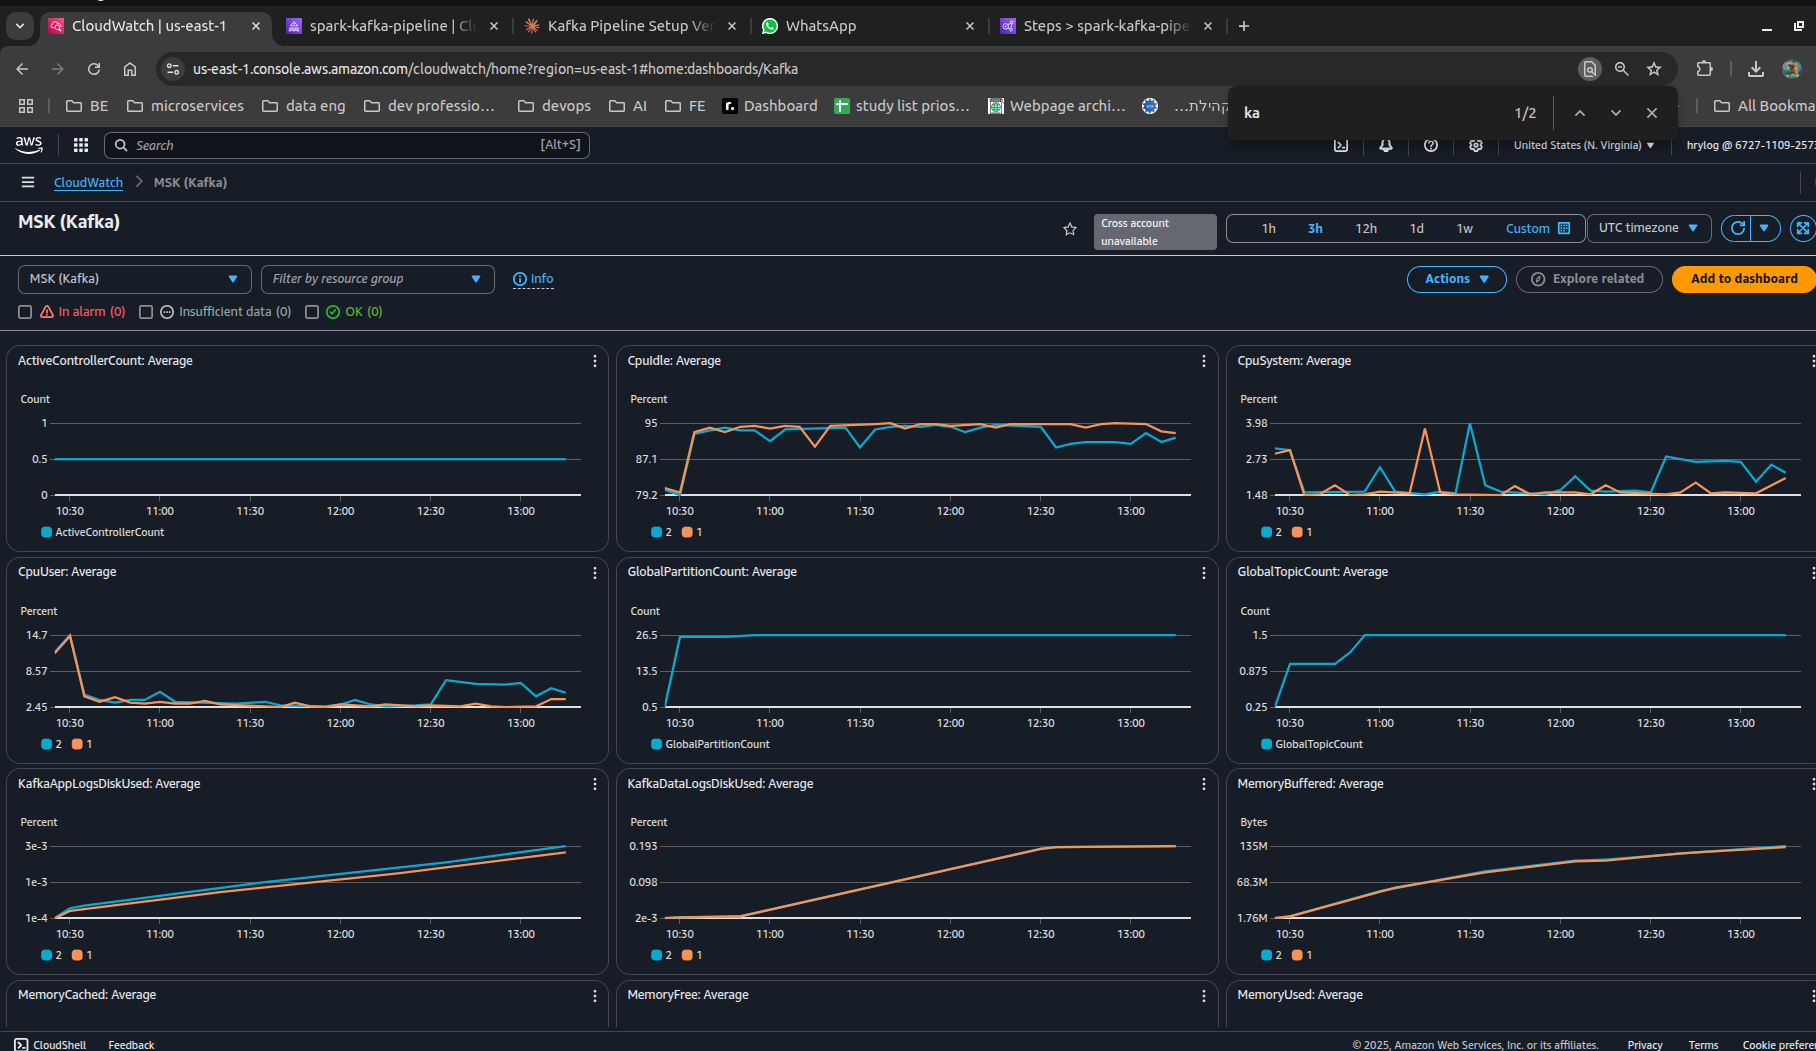 CloudWatch | us-east-1
spark-kafka-pipeline | Clu
Kafka Pipeline Setup Ver
WhatsApp
Steps > spark-kafka-pipe
us-east-1.console.aws.amazon.com/cloudwatch/home?region=us-east-1#home:dashboards/Kafka
BE microservices data eng dev professio... devops AI FE Dashboard study list prios... Webpage archi... קהילת... All Bookma
ka 1/2
aws Search [Alt+S] United States (N. Virginia) hrylog @ 6727-1109-257
CloudWatch > MSK (Kafka)
MSK (Kafka)
Cross account
unavailable
1h 3h 12h 1d 1w Custom UTC timezone
MSK (Kafka) Filter by resource group Info Actions Explore related Add to dashboard
In alarm (0) Insufficient data (0) OK (0)
ActiveControllerCount: Average
Count
1
0.5
0
10:30 11:00 11:30 12:00 12:30 13:00
ActiveControllerCount
CpuIdle: Average
Percent
95
87.1
79.2
10:30 11:00 11:30 12:00 12:30 13:00
2 1
CpuSystem: Average
Percent
3.98
2.73
1.48
10:30 11:00 11:30 12:00 12:30 13:00
2 1
CpuUser: Average
Percent
14.7
8.57
2.45
10:30 11:00 11:30 12:00 12:30 13:00
2 1
GlobalPartitionCount: Average
Count
26.5
13.5
0.5
10:30 11:00 11:30 12:00 12:30 13:00
GlobalPartitionCount
GlobalTopicCount: Average
Count
1.5
0.875
0.25
10:30 11:00 11:30 12:00 12:30 13:00
GlobalTopicCount
KafkaAppLogsDiskUsed: Average
Percent
3e-3
1e-3
1e-4
10:30 11:00 11:30 12:00 12:30 13:00
2 1
KafkaDataLogsDiskUsed: Average
Percent
0.193
0.098
2e-3
10:30 11:00 11:30 12:00 12:30 13:00
2 1
MemoryBuffered: Average
Bytes
135M
68.3M
1.76M
10:30 11:00 11:30 12:00 12:30 13:00
2 1
MemoryCached: Average
MemoryFree: Average
MemoryUsed: Average
CloudShell Feedback © 2025, Amazon Web Services, Inc. or its affiliates. Privacy Terms Cookie prefere